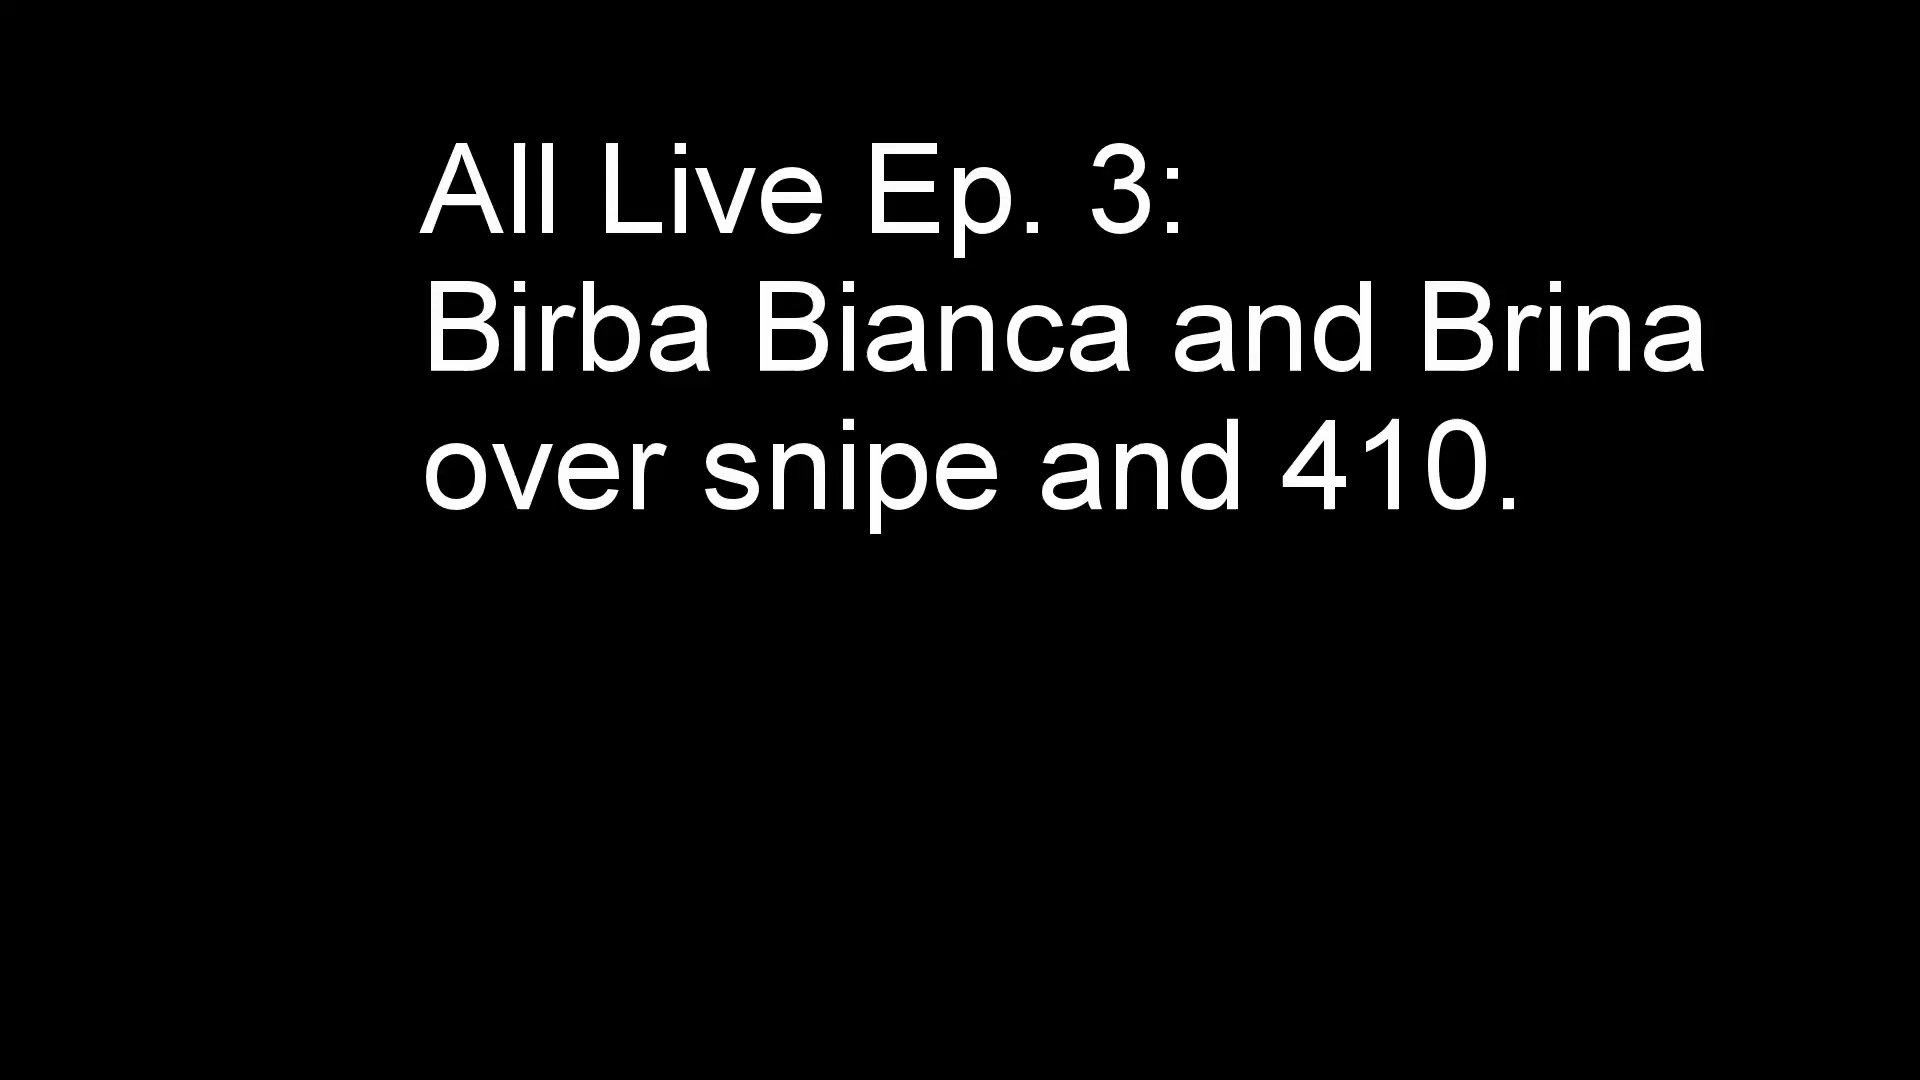 All Live Ep. 3:
Birba Bianca and Brina
over snipe and 410.